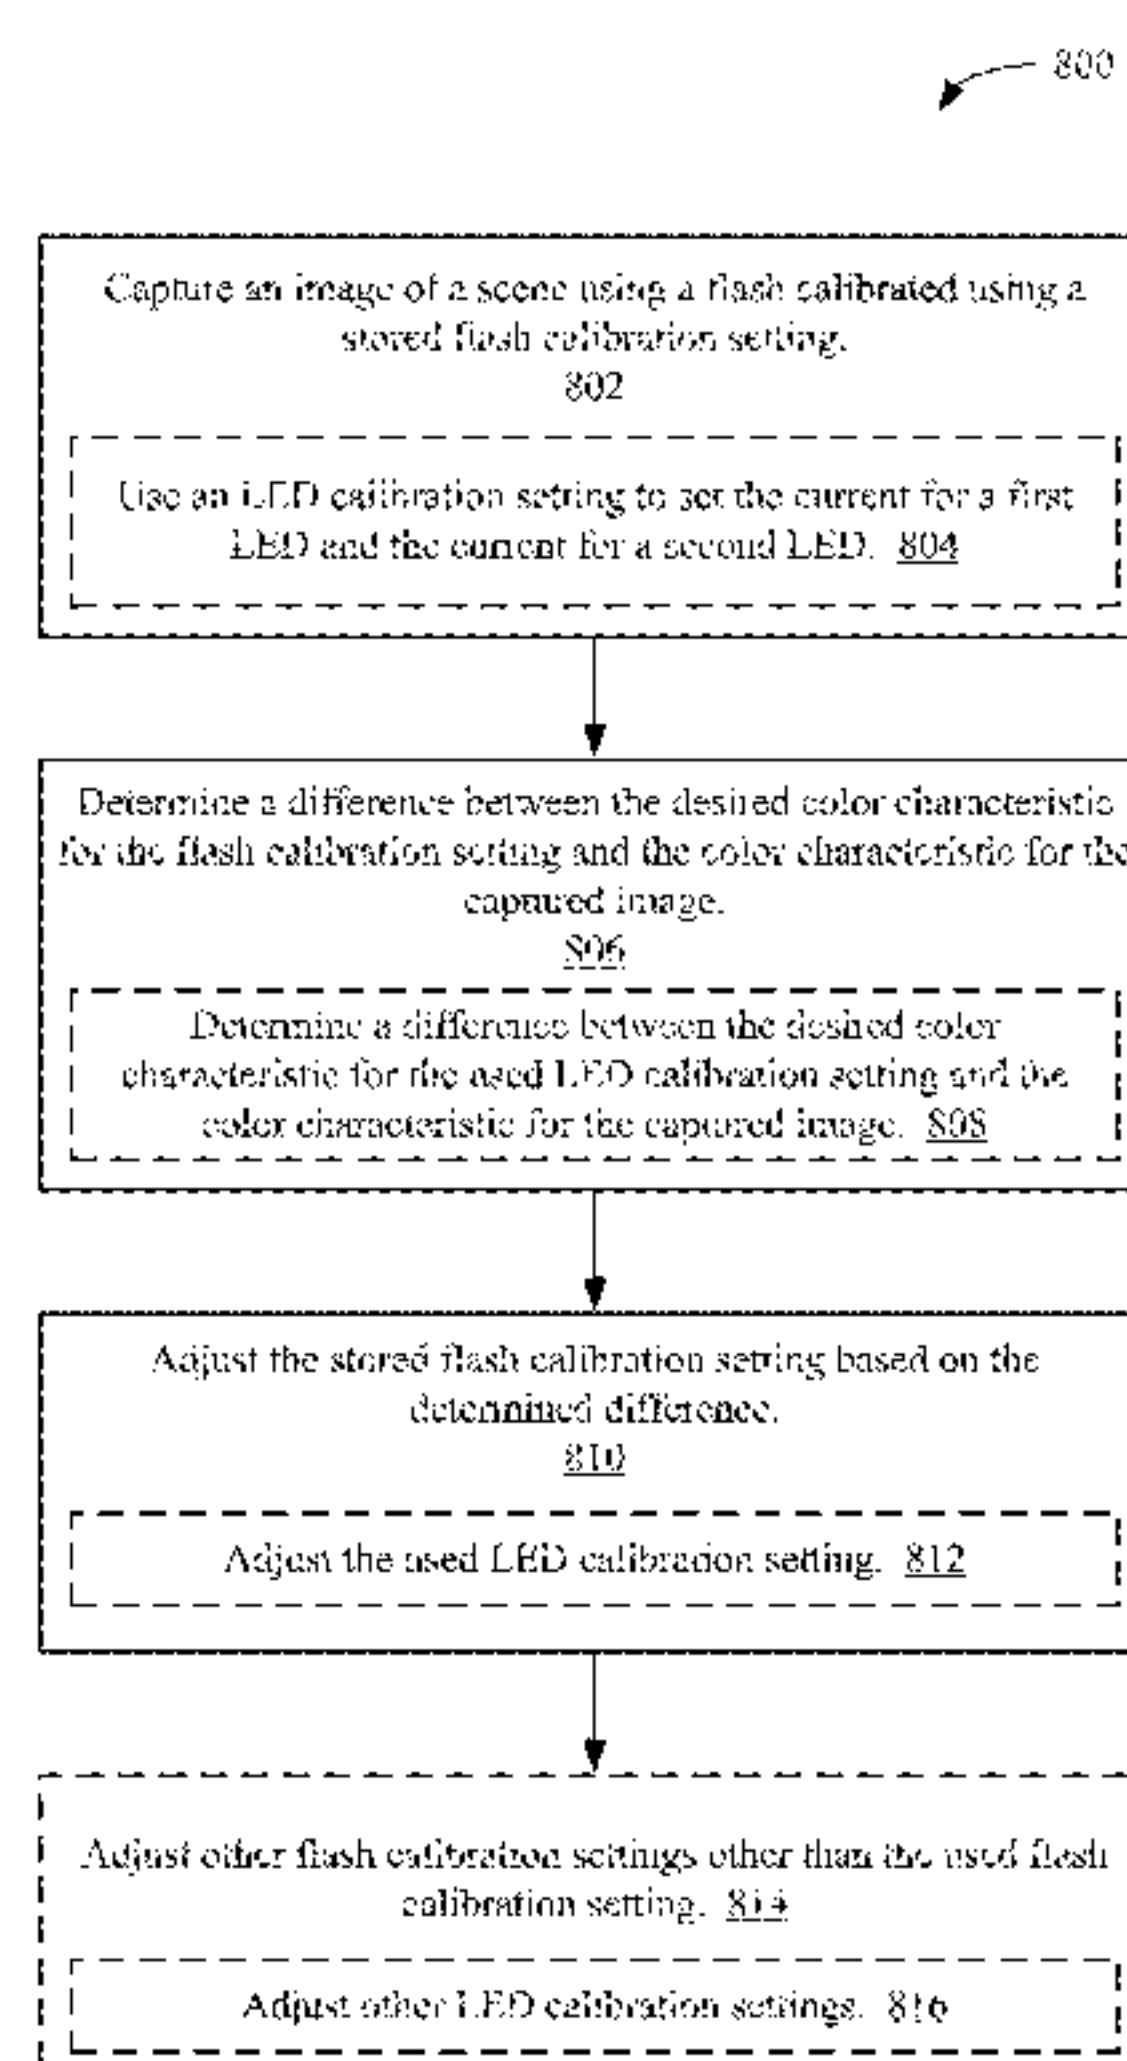 800
Capture an image of a scene using a flash calibrated using a
stored flash calibration setting.
802
Use an LED calibration setting to set the current for a first
LED and the current for a second LED. 804
Determine a difference between the desired color characteristic
for the flash calibration setting and the color characteristic for the
captured image.
806
Determine a difference between the desired color
characteristic for the used LED calibration setting and the
color characteristic for the captured image. 808
Adjust the stored flash calibration setting based on the
determined difference.
810
Adjust the used LED calibration setting. 812
Adjust other flash calibration settings other than the used flash
calibration setting. 814
Adjust other LED calibration settings. 816